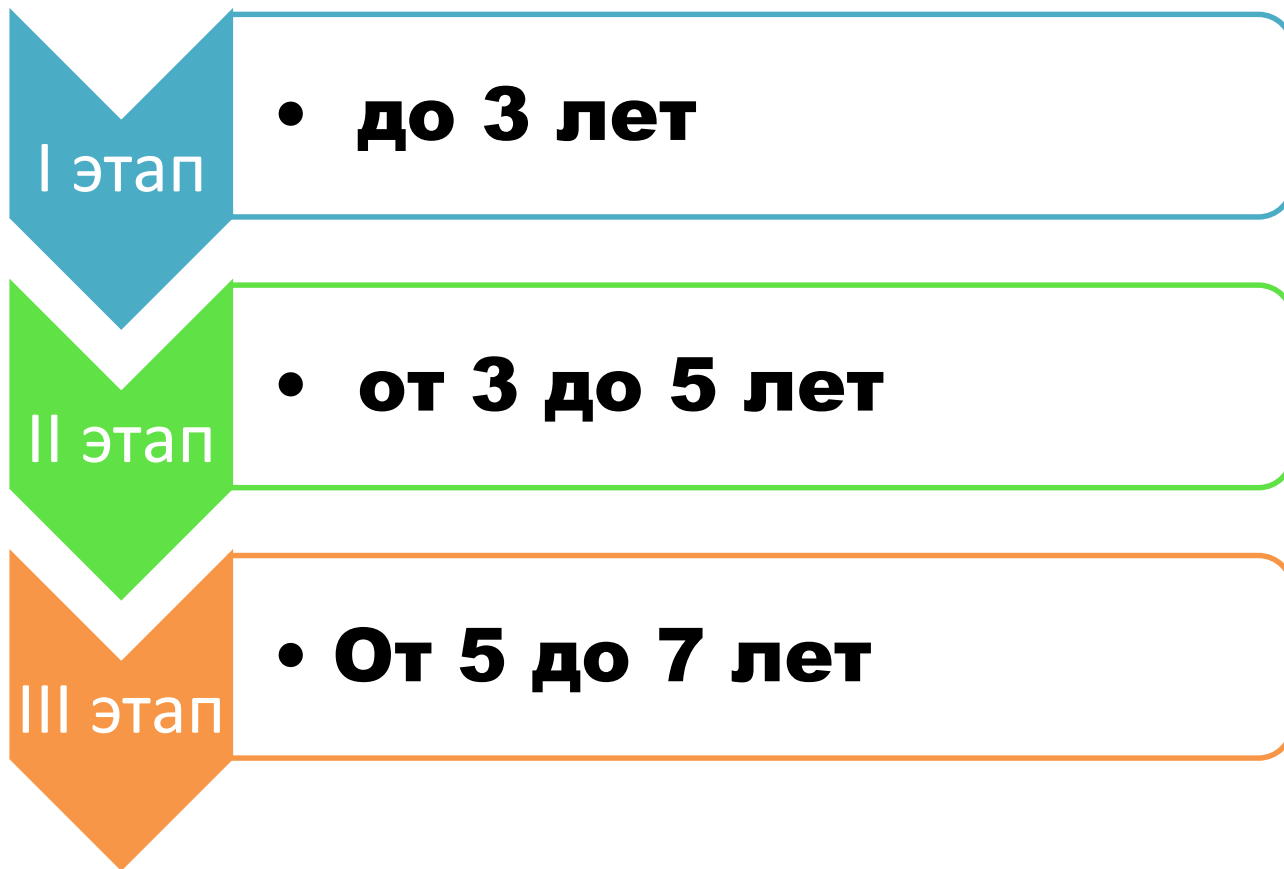 I этап
• до 3 лет
II этап
• от 3 до 5 лет
III этап
• От 5 до 7 лет